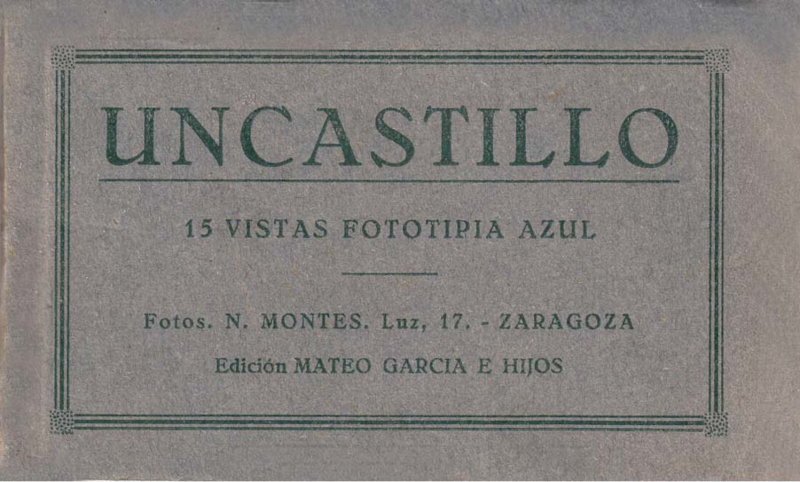 UNCASTILLO
15 VISTAS FOTOTIPIA AZUL
Fotos. N. MONTES. Luz, 17. - ZARAGOZA
Edición MATEO GARCIA E HIJOS